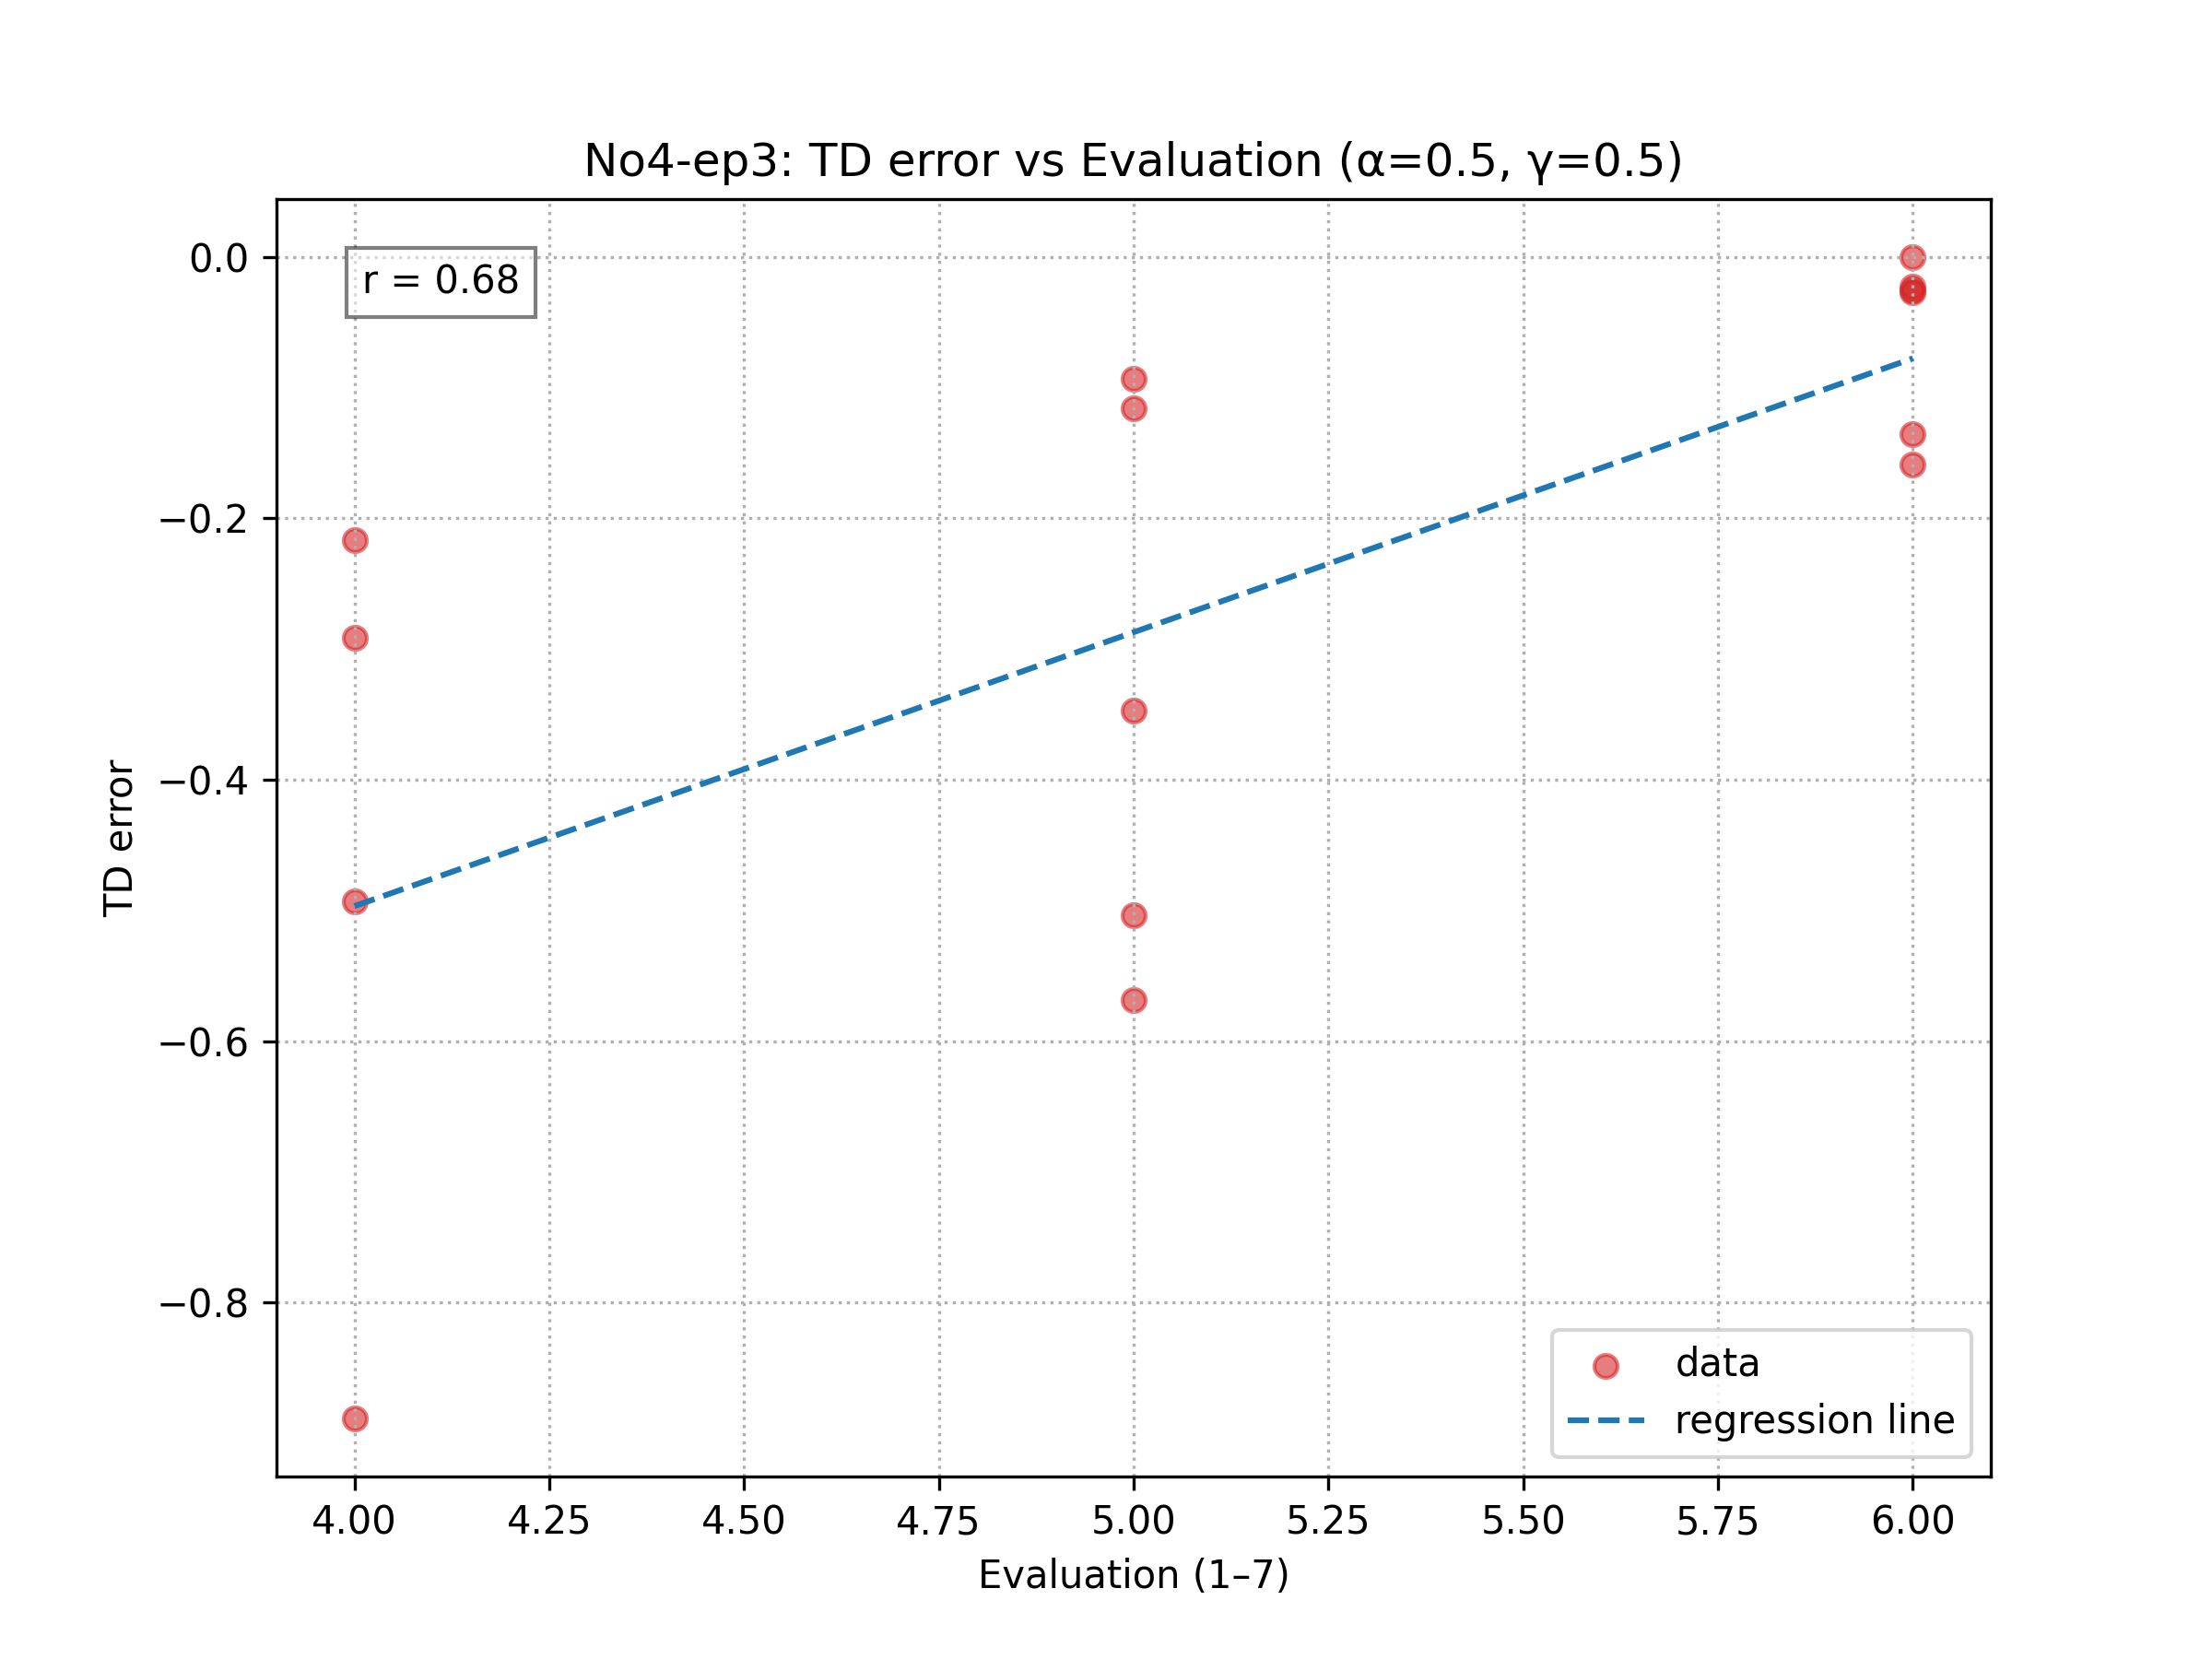 No4-ep3: TD error vs Evaluation (α=0.5, γ=0.5)
r = 0.68
0.0
−0.2
−0.4
−0.6
−0.8
TD error
data
regression line
4.00 4.25 4.50 4.75 5.00 5.25 5.50 5.75 6.00
Evaluation (1–7)